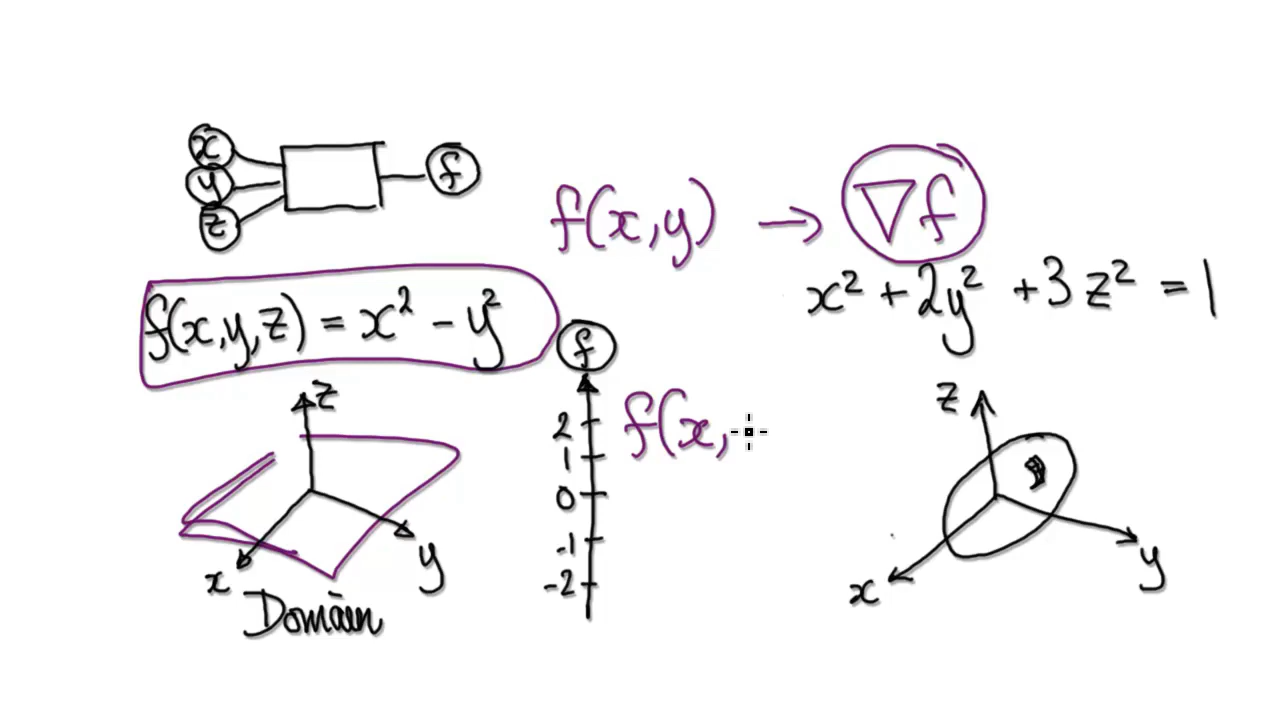 x
y
z
f
f(x,y) → ∇f
f(x,y,z) = x² - y²
x² + 2y² + 3z² = 1
f
2
1
0
-1
-2
f(x,
z
x
y
Domain
z
x
y